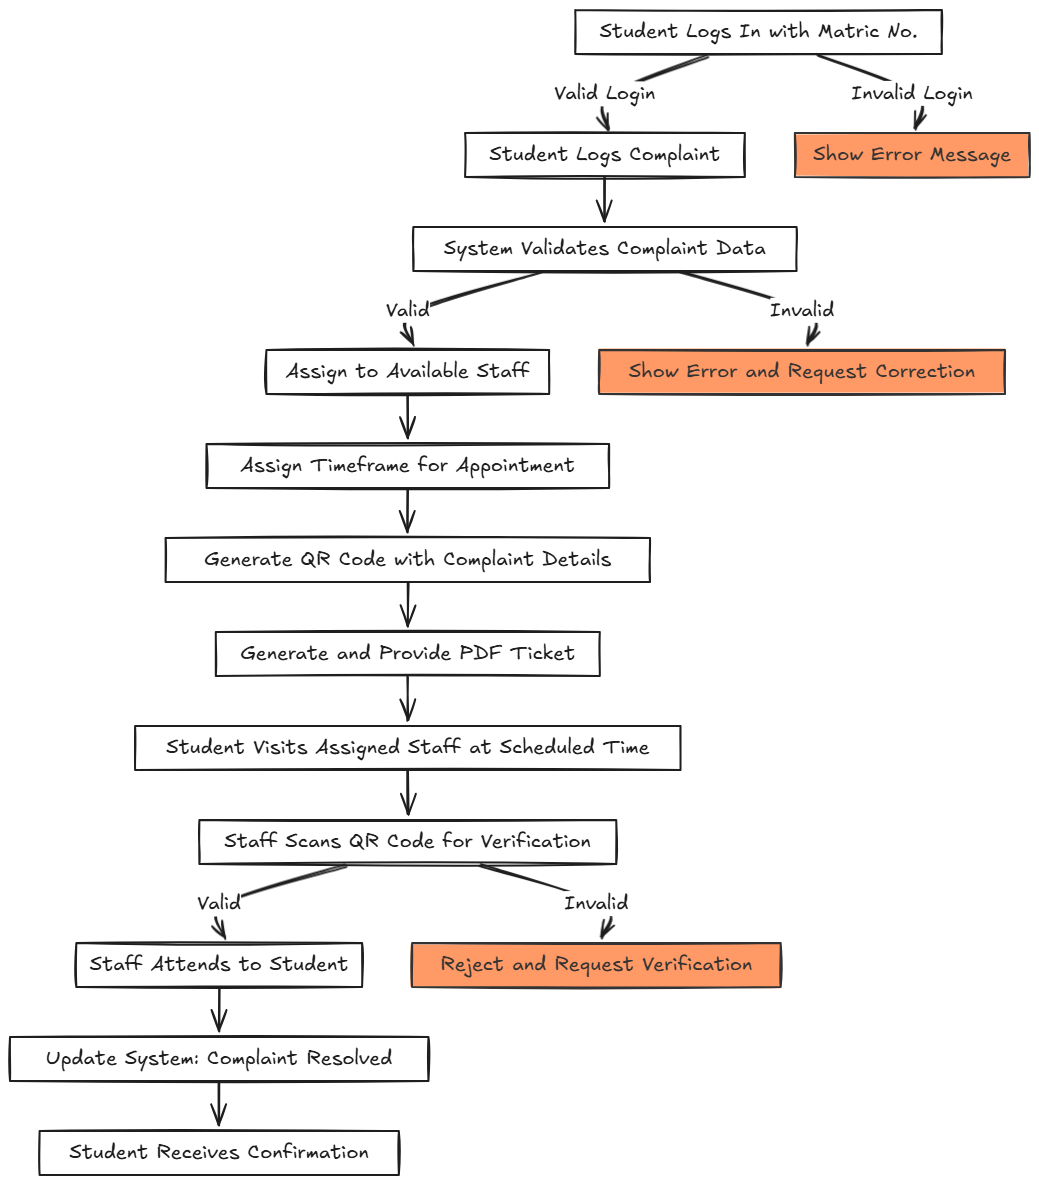 Student Logs In with Matric No.
Valid Login
Invalid Login
Student Logs Complaint
Show Error Message
System Validates Complaint Data
Valid
Invalid
Assign to Available Staff
Show Error and Request Correction
Assign Timeframe for Appointment
Generate QR Code with Complaint Details
Generate and Provide PDF Ticket
Student Visits Assigned Staff at Scheduled Time
Staff Scans QR Code for Verification
Valid
Invalid
Staff Attends to Student
Reject and Request Verification
Update System: Complaint Resolved
Student Receives Confirmation